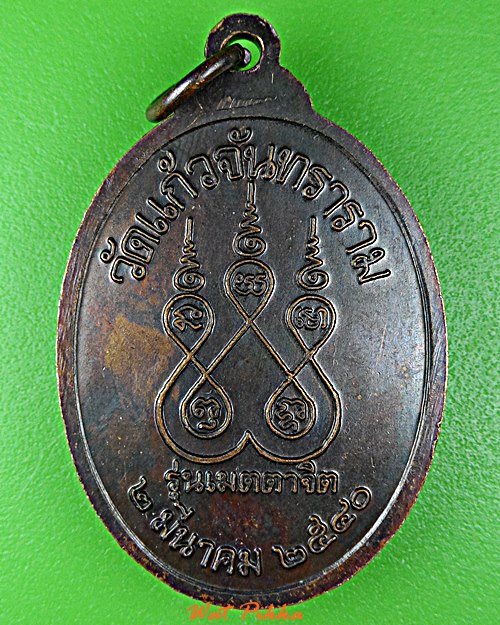 วัดแก้วจันทราราม
รุ่นเมตตาจิต
๒ มีนาคม ๒๕๔๐
Wat Pikka